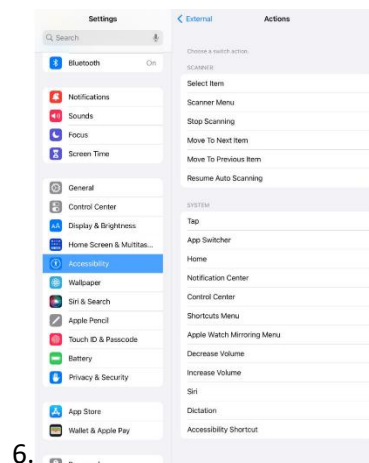 Settings
Search
Bluetooth On
Notifications
Sounds
Focus
Screen Time
General
Control Center
Display & Brightness
Home Screen & Multitas...
Accessibility
Wallpaper
Siri & Search
Apple Pencil
Touch ID & Passcode
Battery
Privacy & Security
App Store
Wallet & Apple Pay
External Actions
Choose a switch action.
SCANNER
Select Item
Scanner Menu
Stop Scanning
Move To Next Item
Move To Previous Item
Resume Auto Scanning
SYSTEM
Tap
App Switcher
Home
Notification Center
Control Center
Shortcuts Menu
Apple Watch Mirroring Menu
Decrease Volume
Increase Volume
Siri
Dictation
Accessibility Shortcut
6.